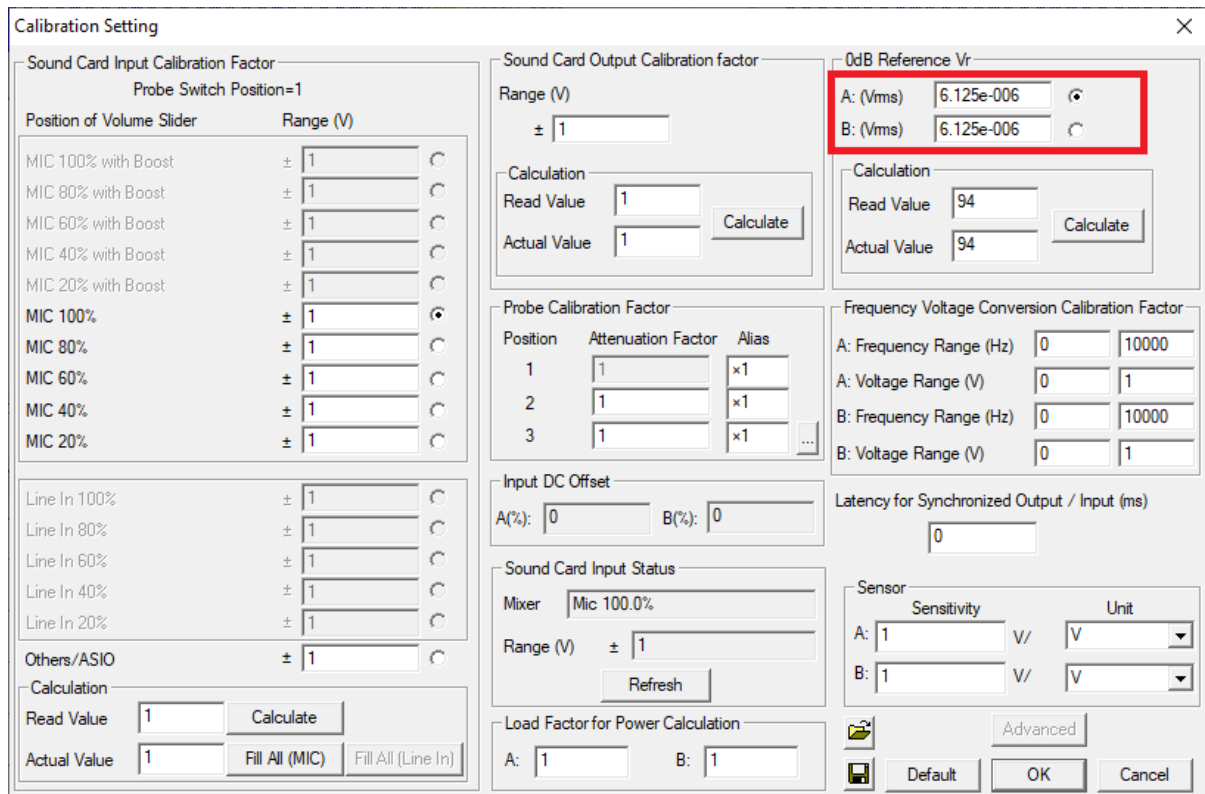 Calibration Setting
Sound Card Input Calibration Factor
Probe Switch Position=1
Position of Volume Slider Range (V)
MIC 100% with Boost ± 1
MIC 80% with Boost ± 1
MIC 60% with Boost ± 1
MIC 40% with Boost ± 1
MIC 20% with Boost ± 1
MIC 100% ± 1
MIC 80% ± 1
MIC 60% ± 1
MIC 40% ± 1
MIC 20% ± 1
Line In 100% ± 1
Line In 80% ± 1
Line In 60% ± 1
Line In 40% ± 1
Line In 20% ± 1
Others/ASIO ± 1
Calculation
Read Value 1 Calculate
Actual Value 1 Fill All (MIC) Fill All (Line In)
Sound Card Output Calibration factor
Range (V)
± 1
Calculation
Read Value 1
Calculate
Actual Value 1
Probe Calibration Factor
Position Attenuation Factor Alias
1 1 ×1
2 1 ×1
3 1 ×1 ...
Input DC Offset
A(%): 0 B(%): 0
Sound Card Input Status
Mixer Mic 100.0%
Range (V) ± 1
Refresh
Load Factor for Power Calculation
A: 1 B: 1
0dB Reference Vr
A: (Vrms) 6.125e-006
B: (Vrms) 6.125e-006
Calculation
Read Value 94
Calculate
Actual Value 94
Frequency Voltage Conversion Calibration Factor
A: Frequency Range (Hz) 0 10000
A: Voltage Range (V) 0 1
B: Frequency Range (Hz) 0 10000
B: Voltage Range (V) 0 1
Latency for Synchronized Output / Input (ms)
0
Sensor
Sensitivity Unit
A: 1 V/ V
B: 1 V/ V
Advanced
Default OK Cancel